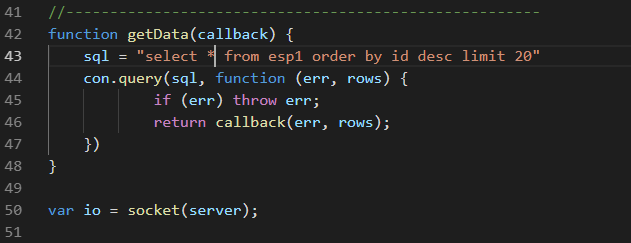 41 //-----------------------------------------------------
42 function getData(callback) {
43 sql = "select * from esp1 order by id desc limit 20"
44 con.query(sql, function (err, rows) {
45 if (err) throw err;
46 return callback(err, rows);
47 })
48 }
49
50 var io = socket(server);
51